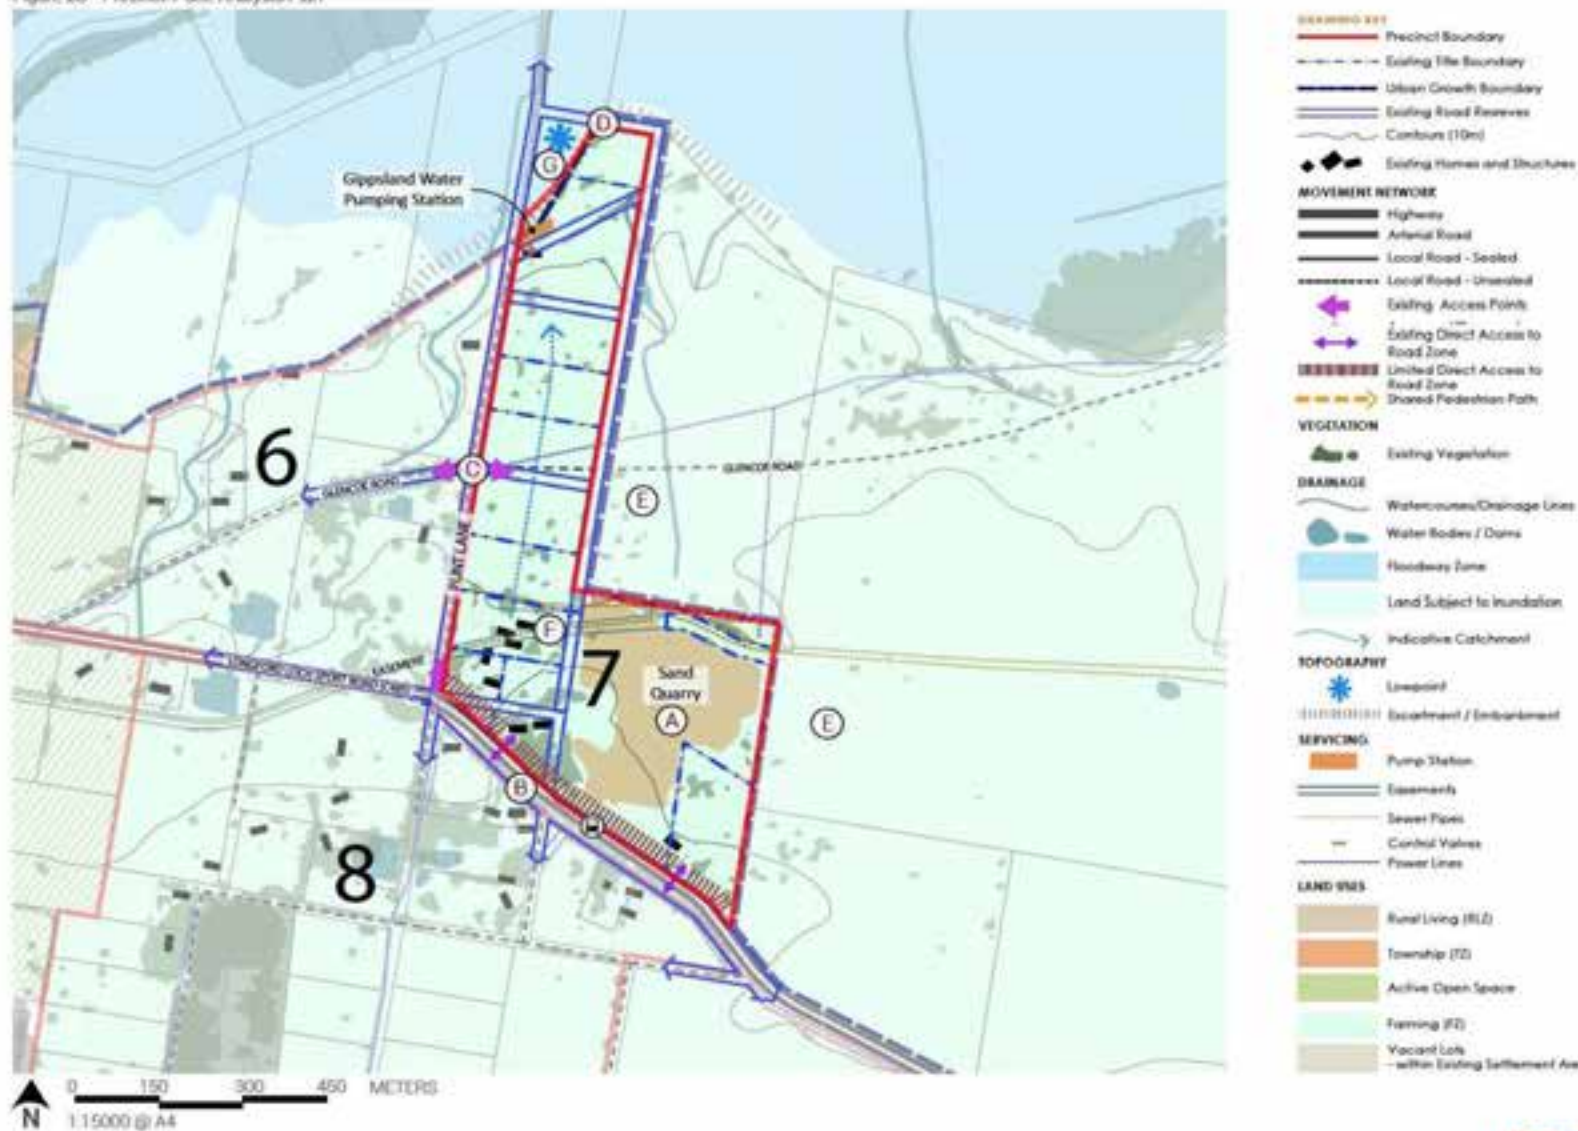 DRAWING KEY
Precinct Boundary
Existing Title Boundary
Urban Growth Boundary
Existing Road Reserves
Contours (10m)
Existing Homes and Structures
MOVEMENT NETWORK
Highway
Arterial Road
Local Road - Sealed
Local Road - Unsealed
Existing Access Points
Existing Direct Access to
Road Zone
Limited Direct Access to
Road Zone
Shared Pedestrian Path
VEGETATION
Existing Vegetation
DRAINAGE
Watercourses/Drainage Lines
Water Bodies / Dams
Floodway Zone
Land Subject to Inundation
Indicative Catchment
TOPOGRAPHY
Lowpoint
Escartment / Embankment
SERVICING
Pump Station
Easements
Sewer Pipes
Control Valves
Power Lines
LAND USES
Rural Living (RLZ)
Township (TZ)
Active Open Space
Farming (FZ)
Vacant Lots
- within Existing Settlement Are
D
G
Gippsland Water
Pumping Station
6
C
GLENCOE ROAD
GLENCOE ROAD
E
LANE
F
7
Sand
Quarry
A
E
EASEMENT
B
8
N
0 150 300 450 METERS
1:15000 @ A4